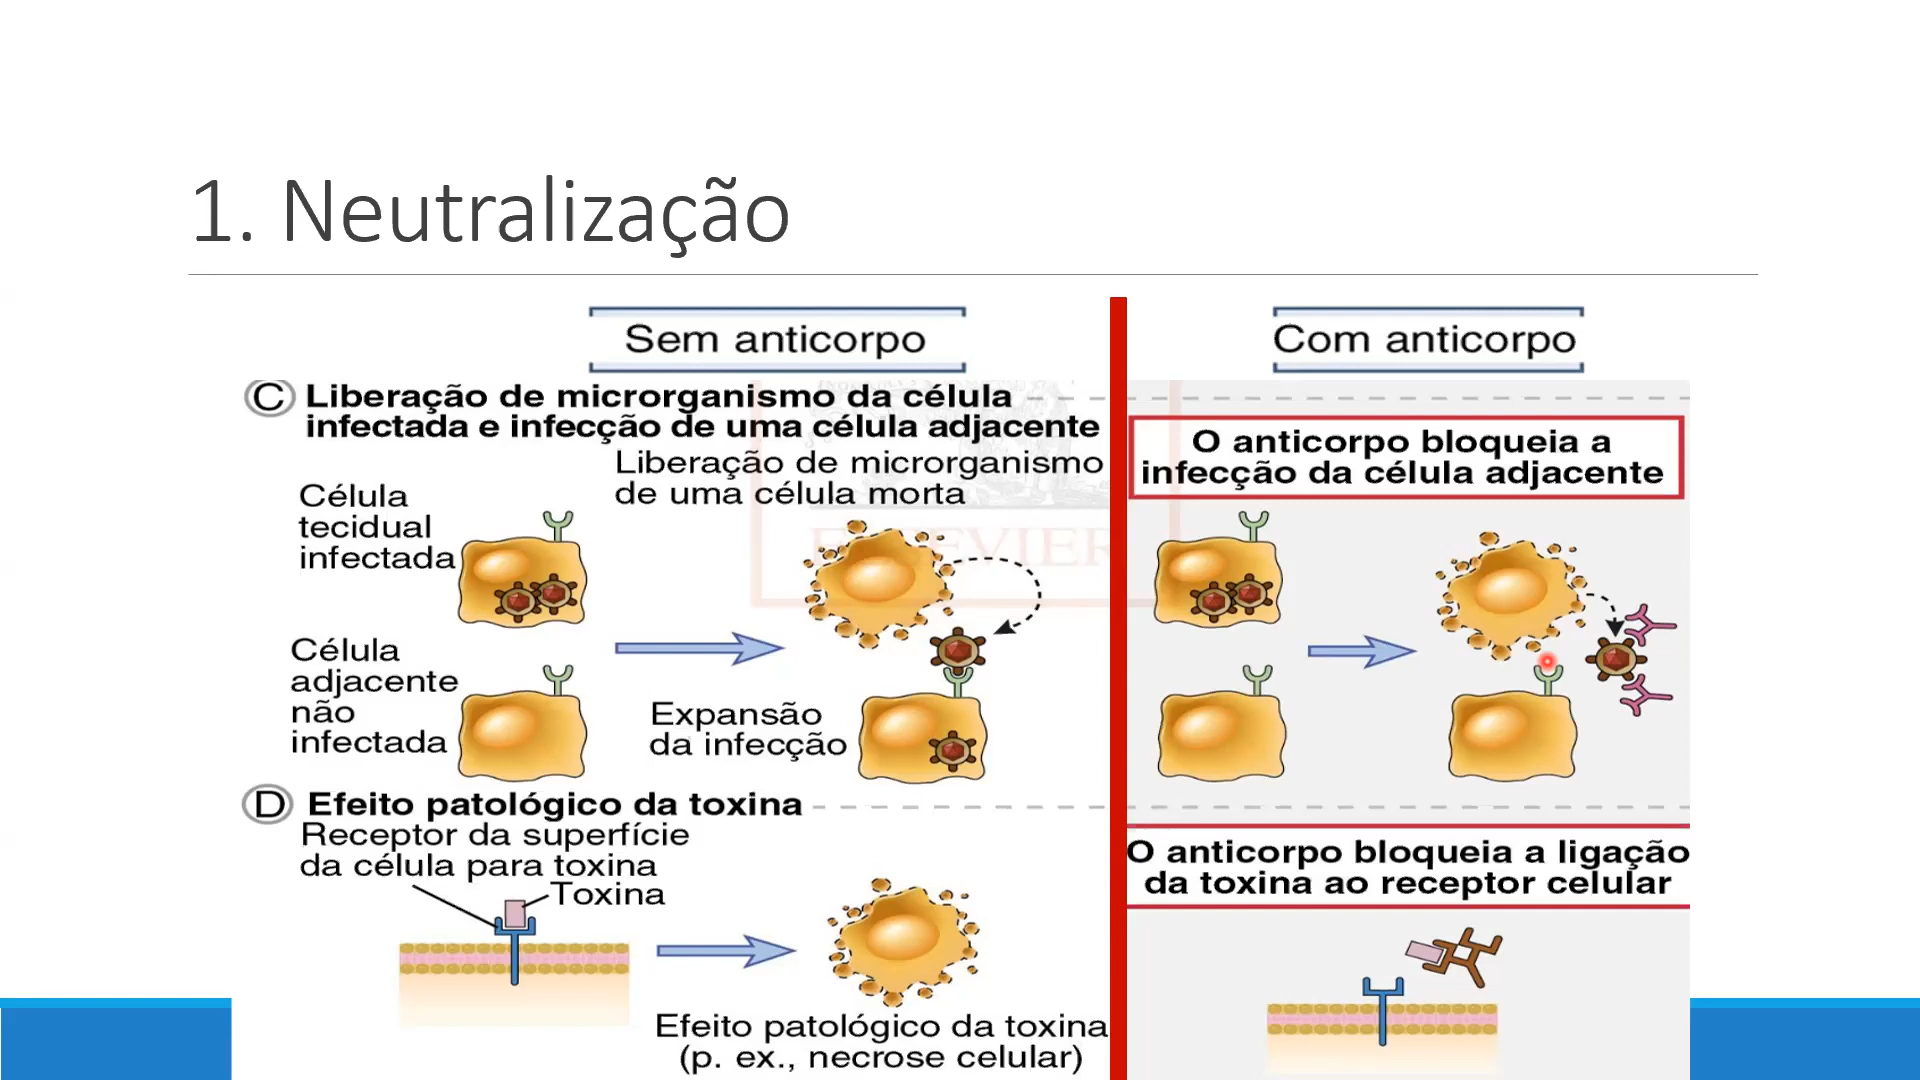 1. Neutralização
Sem anticorpo
Com anticorpo
C Liberação de microrganismo da célula
infectada e infecção de uma célula adjacente
Liberação de microrganismo
de uma célula morta
Célula
tecidual
infectada
ELSEVIER
Célula
adjacente
não
infectada
Expansão
da infecção
O anticorpo bloqueia a
infecção da célula adjacente
D Efeito patológico da toxina
Receptor da superfície
da célula para toxina
Toxina
Efeito patológico da toxina
(p. ex., necrose celular)
O anticorpo bloqueia a ligação
da toxina ao receptor celular